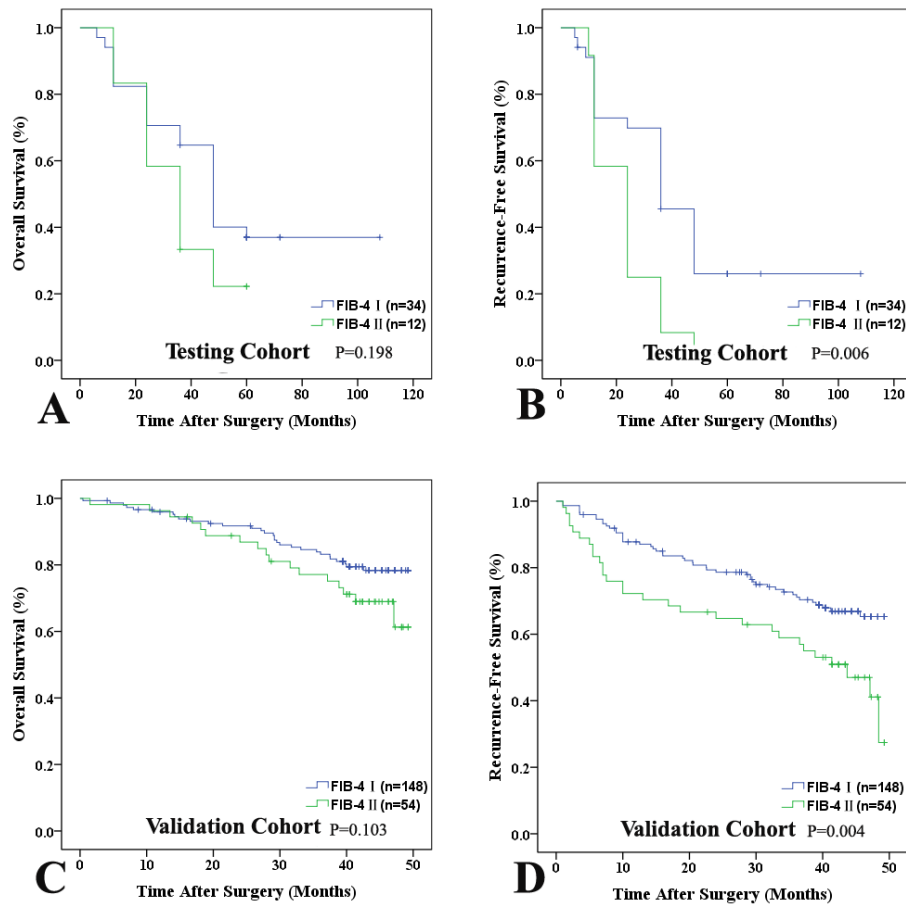 1.0
0.8
0.6
0.4
0.2
0.0
Overall Survival (%)
FIB-4 Ⅰ (n=34)
FIB-4 Ⅱ (n=12)
Testing Cohort P=0.198
0 20 40 60 80 100 120
A
Time After Surgery (Months)
1.0
0.8
0.6
0.4
0.2
0.0
Recurrence-Free Survival (%)
FIB-4 Ⅰ (n=34)
FIB-4 Ⅱ (n=12)
Testing Cohort P=0.006
0 20 40 60 80 100 120
B
Time After Surgery (Months)
1.0
0.8
0.6
0.4
0.2
0.0
Overall Survival (%)
FIB-4 Ⅰ (n=148)
FIB-4 Ⅱ (n=54)
Validation Cohort P=0.103
0 10 20 30 40 50
C
Time After Surgery (Months)
1.0
0.8
0.6
0.4
0.2
0.0
Recurrence-Free Survival (%)
FIB-4 Ⅰ (n=148)
FIB-4 Ⅱ (n=54)
Validation Cohort P=0.004
0 10 20 30 40 50
D
Time After Surgery (Months)